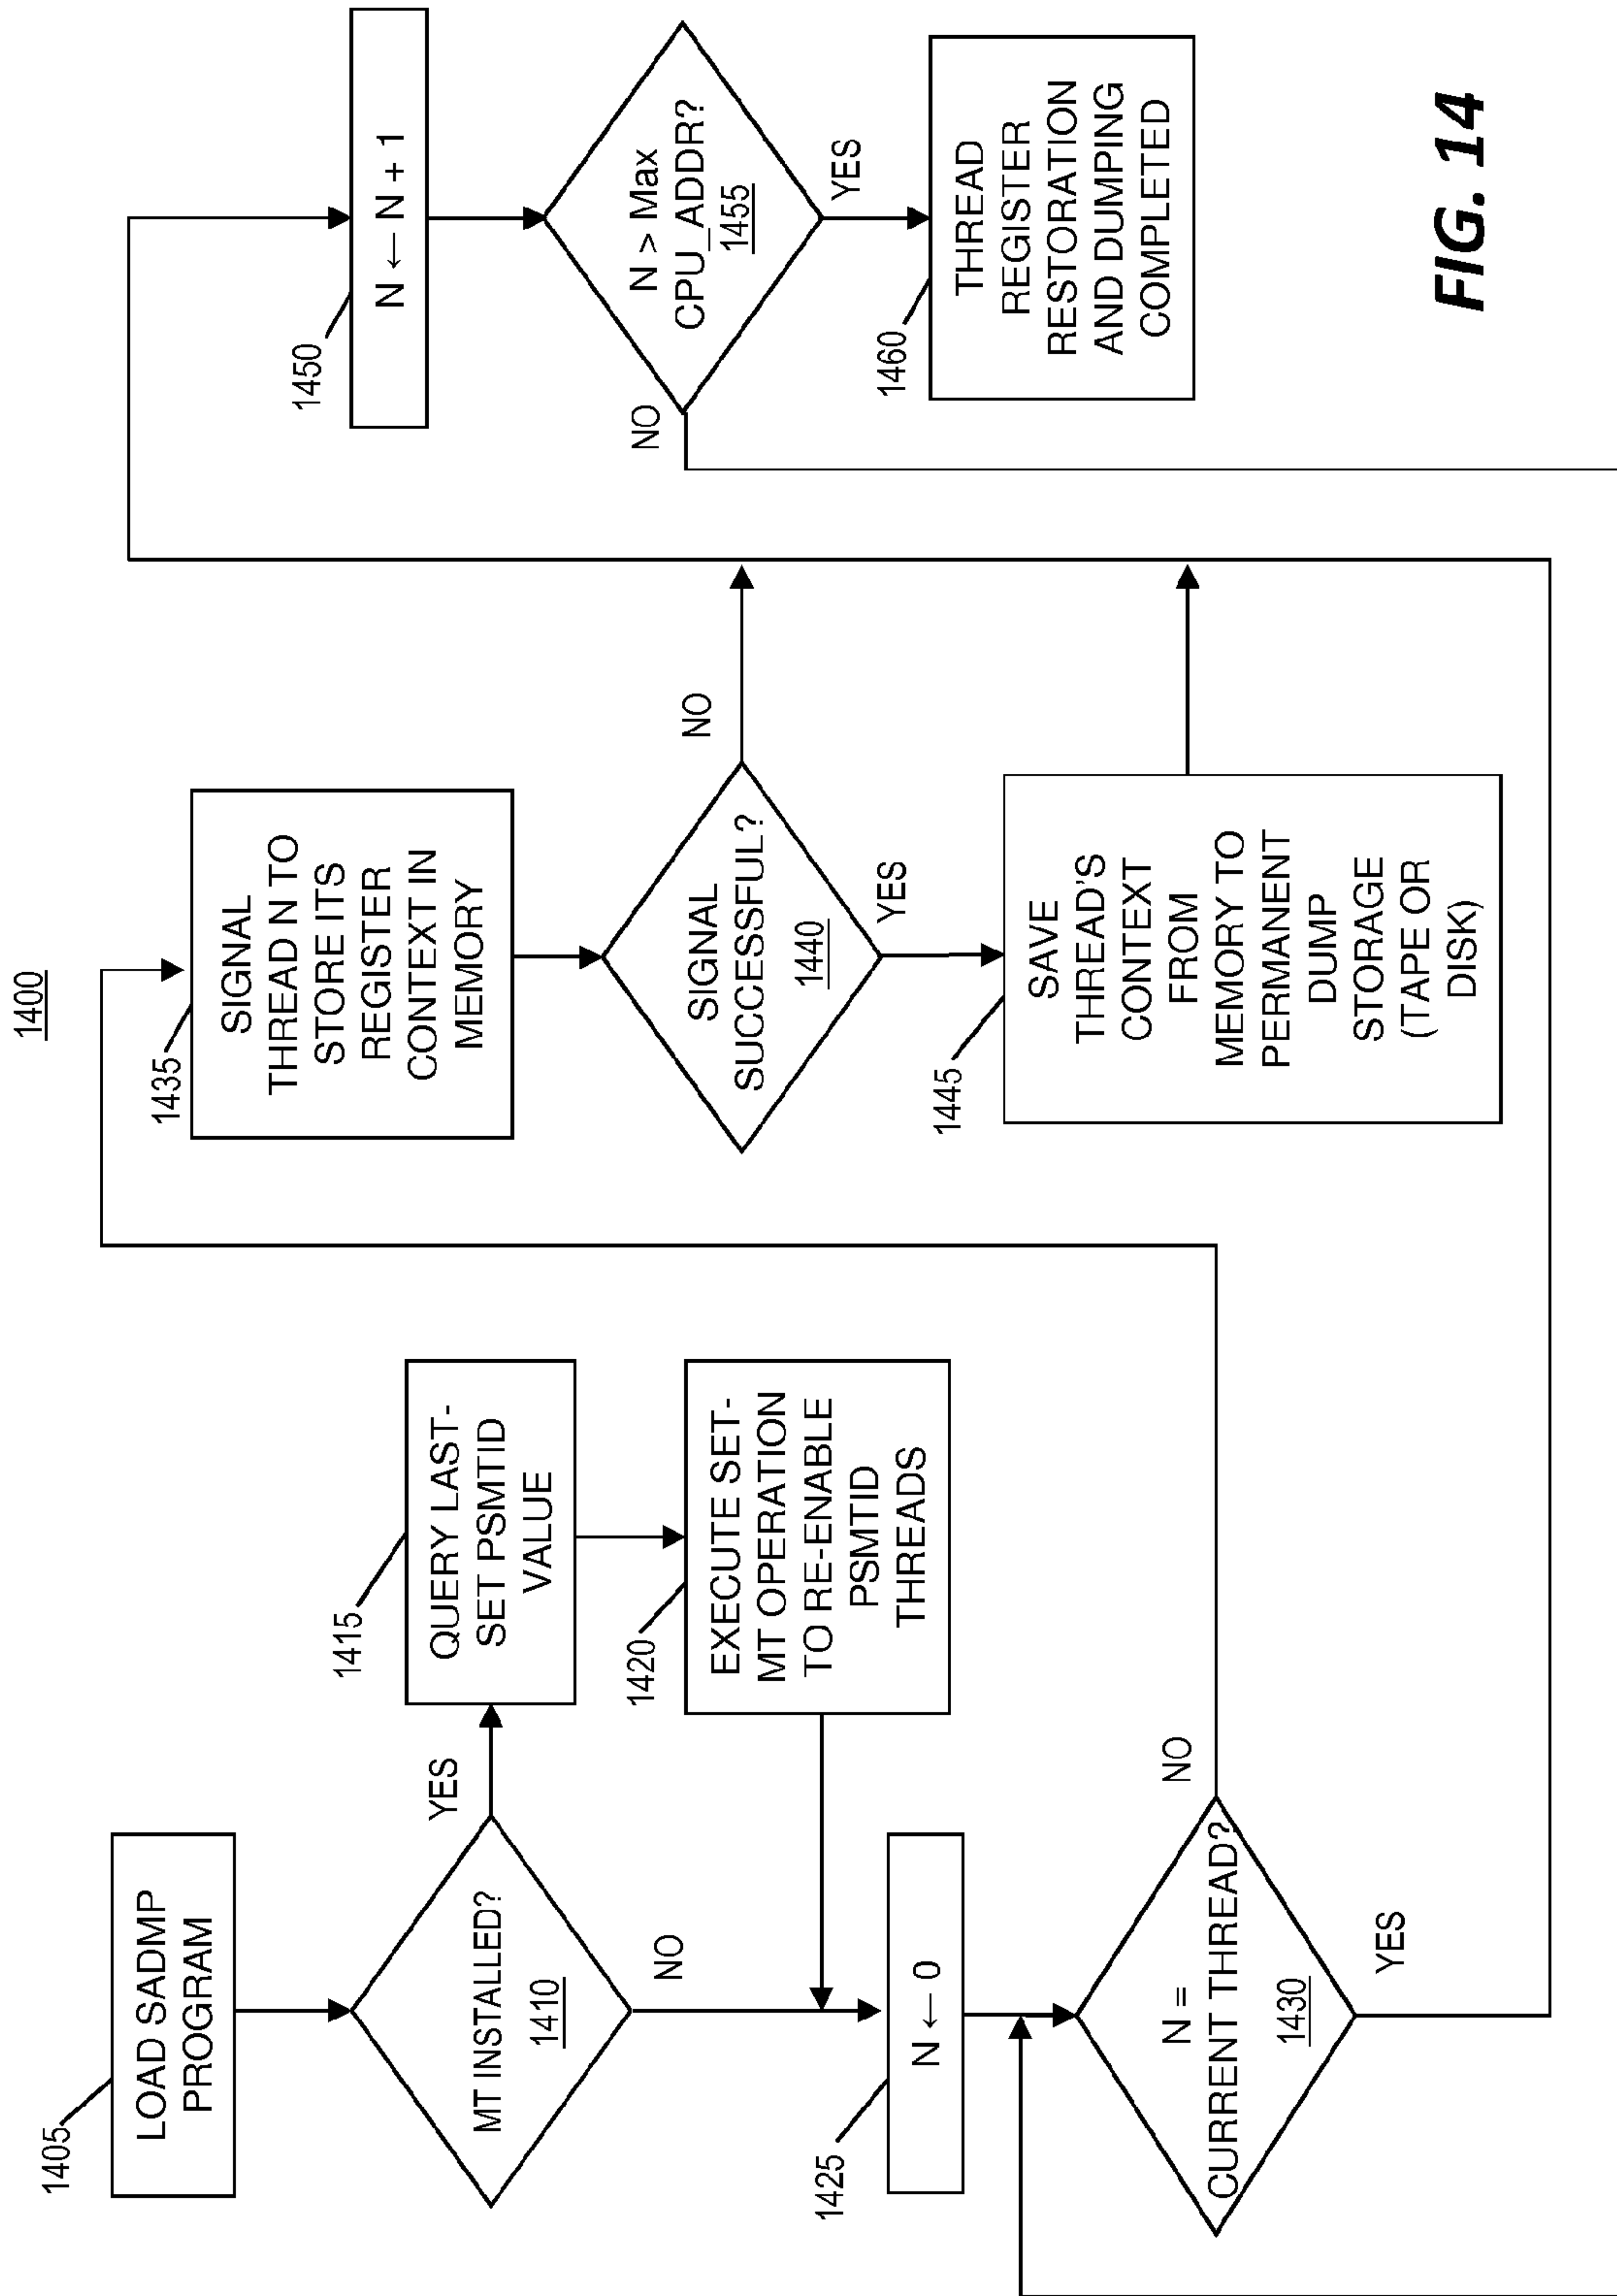 1400
1405
LOAD SADMP
PROGRAM
MT INSTALLED?
1410
YES
NO
1415
QUERY LAST-
SET PSMTID
VALUE
1420
EXECUTE SET-
MT OPERATION
TO RE-ENABLE
PSMTID
THREADS
1425
N ← 0
N =
CURRENT THREAD?
1430
NO
YES
1435
SIGNAL
THREAD N TO
STORE ITS
REGISTER
CONTEXT IN
MEMORY
SIGNAL
SUCCESSFUL?
1440
NO
YES
1445
SAVE
THREAD'S
CONTEXT
FROM
MEMORY TO
PERMANENT
DUMP
STORAGE
(TAPE OR
DISK)
1450
N ← N + 1
N > Max
CPU_ADDR?
1455
NO
YES
1460
THREAD
REGISTER
RESTORATION
AND DUMPING
COMPLETED
FIG. 14